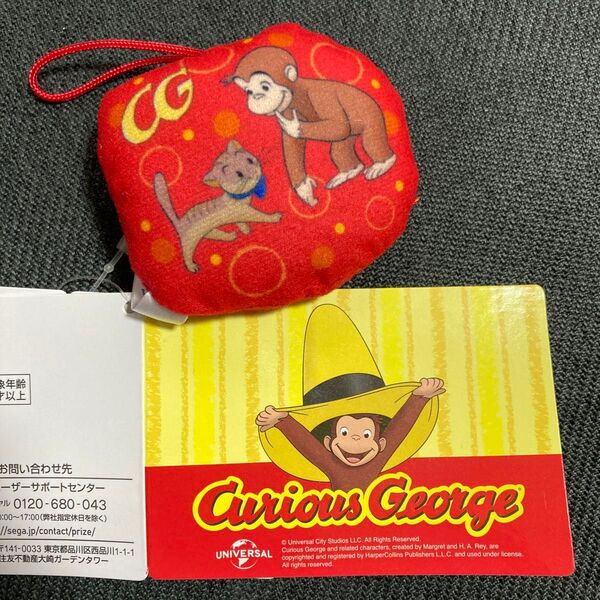 CG
象年齢
才以上
お問い合わせ先
ーザーサポートセンター
ヤル 0120-680-043
0:00~17:00(弊社指定休日を除く)
//sega.jp/contact/prize/
〒141-0033 東京都品川区西品川1-1-1
住友不動産大崎ガーデンタワー
Curious George
UNIVERSAL
© Universal City Studios LLC. All Rights Reserved.
Curious George and related characters, created by Margret and H. A. Rey, are
copyrighted and registered by HarperCollins Publishers L.L.C. and used under license.
All rights reserved.